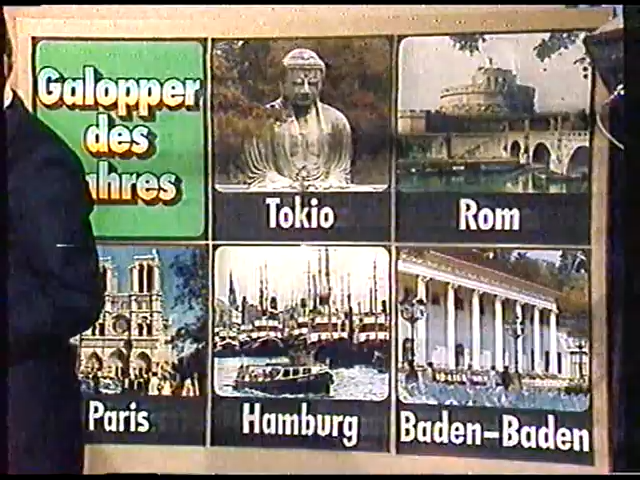 Galopper
des
ahres
Tokio
Rom
Paris
Hamburg
Baden-Baden